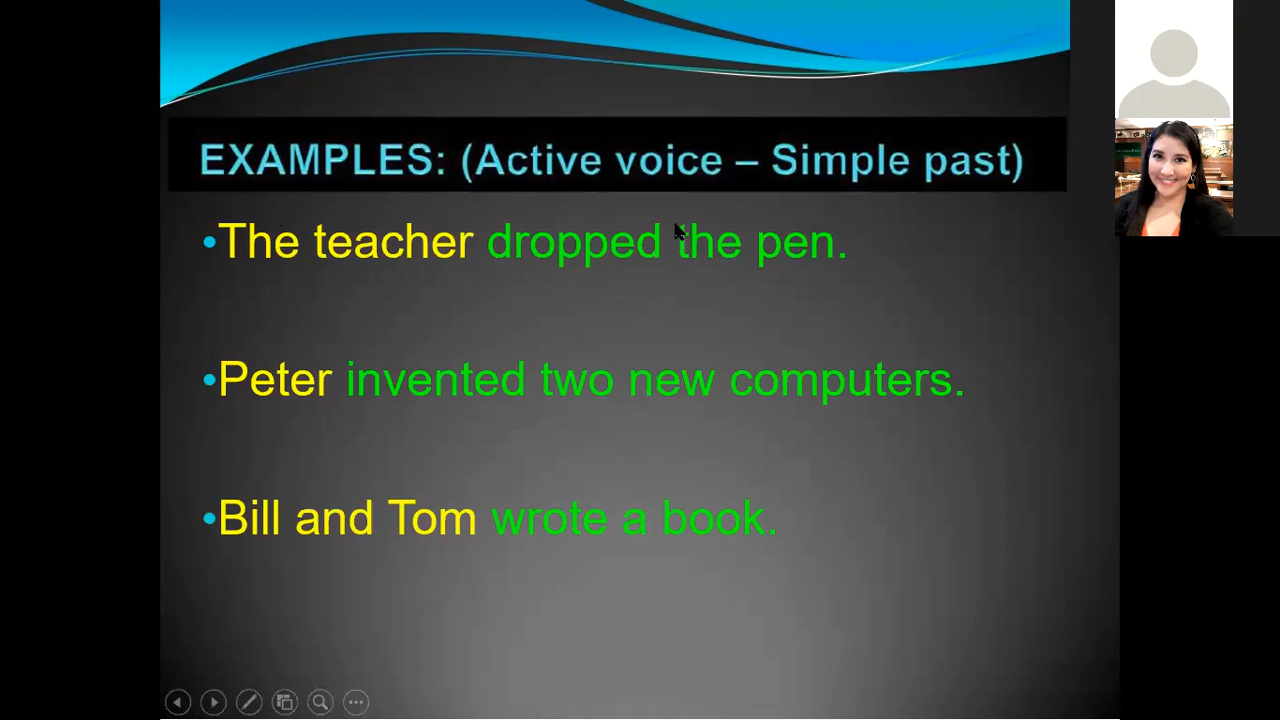 EXAMPLES: (Active voice – Simple past)
•The teacher dropped the pen.
•Peter invented two new computers.
•Bill and Tom wrote a book.